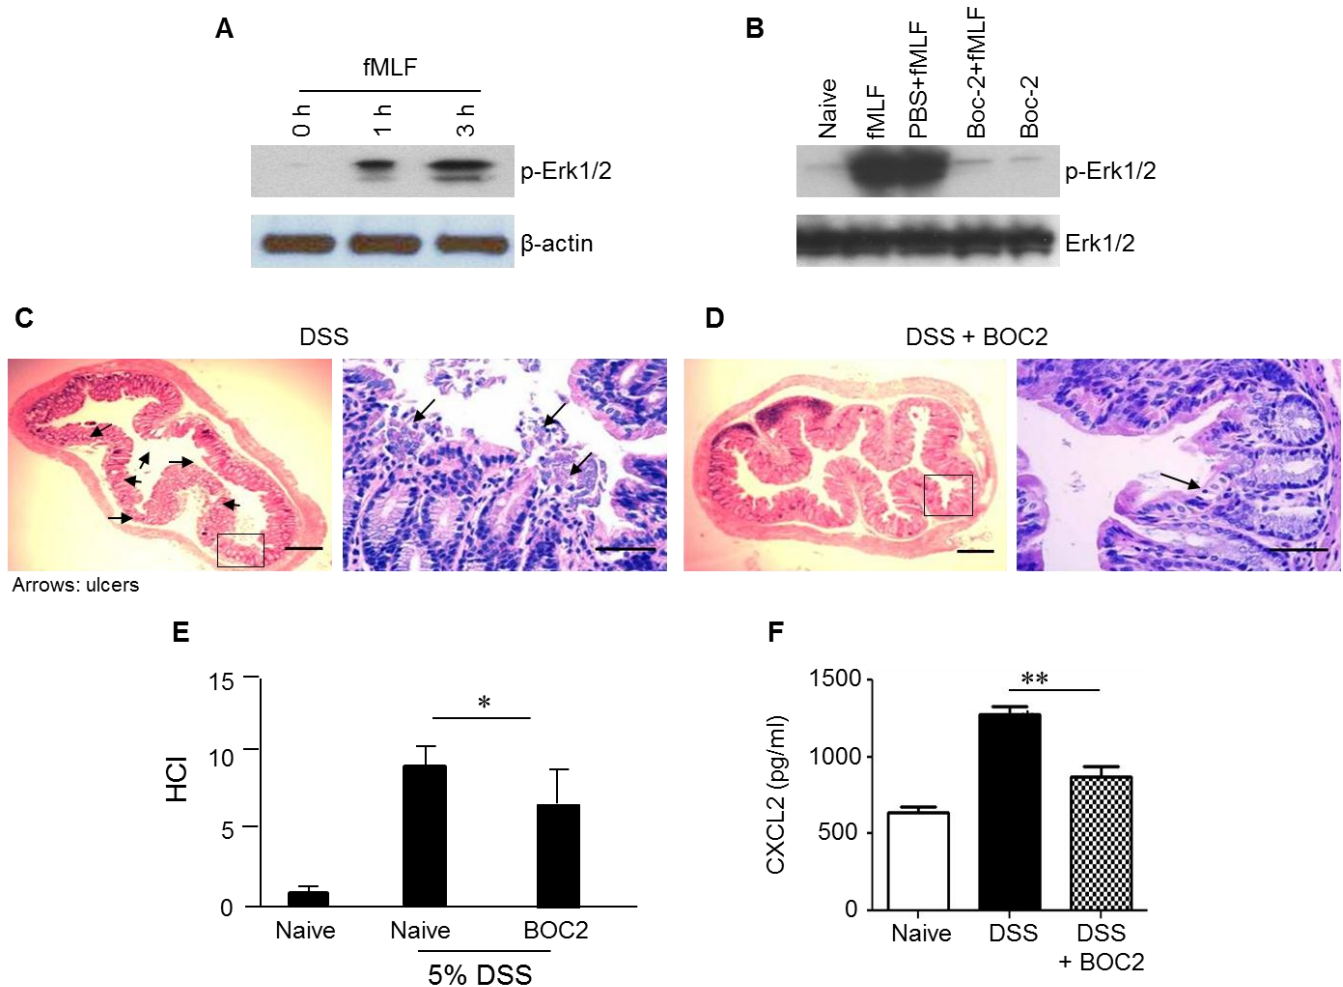 A
fMLF
0 h
1 h
3 h
p-Erk1/2
β-actin
B
Naive
fMLF
PBS+fMLF
Boc-2+fMLF
Boc-2
p-Erk1/2
Erk1/2
C
DSS
Arrows: ulcers
D
DSS + BOC2
E
HCI
15
10
5
0
*
Naive
Naive
BOC2
5% DSS
F
CXCL2 (pg/ml)
1500
1000
500
0
**
Naive
DSS
DSS
+ BOC2